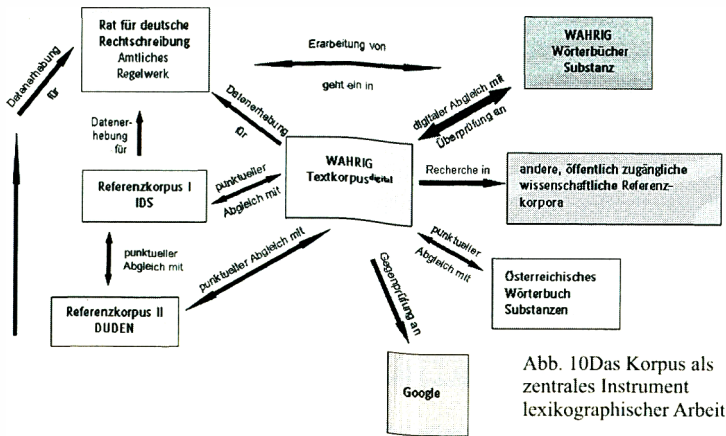 Rat für deutsche
Rechtschreibung
Amtliches
Regelwerk
Erarbeitung von
geht ein in
WAHRIG
Wörterbücher
Substanz
Datenerhebung
für
Datener-
hebung
für
Datenerhebung
für
digitaler Abgleich mit
Überprüfung an
WAHRIG
Textkorpusdigital
Recherche in
andere, öffentlich zugängliche
wissenschaftliche Referenz-
korpora
Referenzkorpus I
IDS
punktueller
Abgleich mit
punktueller
Abgleich mit
punktueller Abgleich mit
punktueller
Abgleich mit
Österreichisches
Wörterbuch
Substanzen
Referenzkorpus II
DUDEN
Gegenprüfung an
Google
Abb. 10Das Korpus als
zentrales Instrument
lexikographischer Arbeit